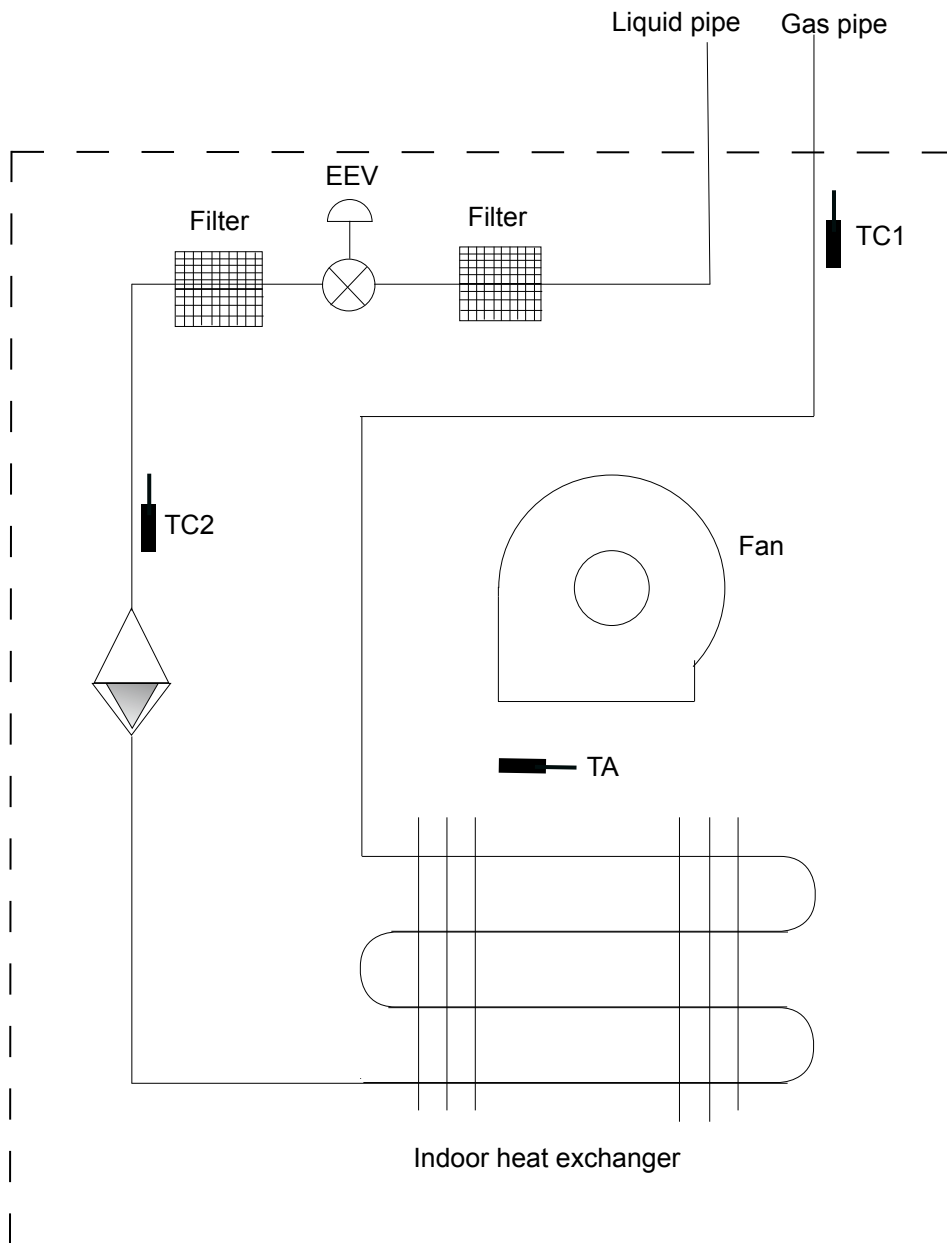 Liquid pipe
Gas pipe
EEV
Filter
Filter
TC1
TC2
Fan
TA
Indoor heat exchanger